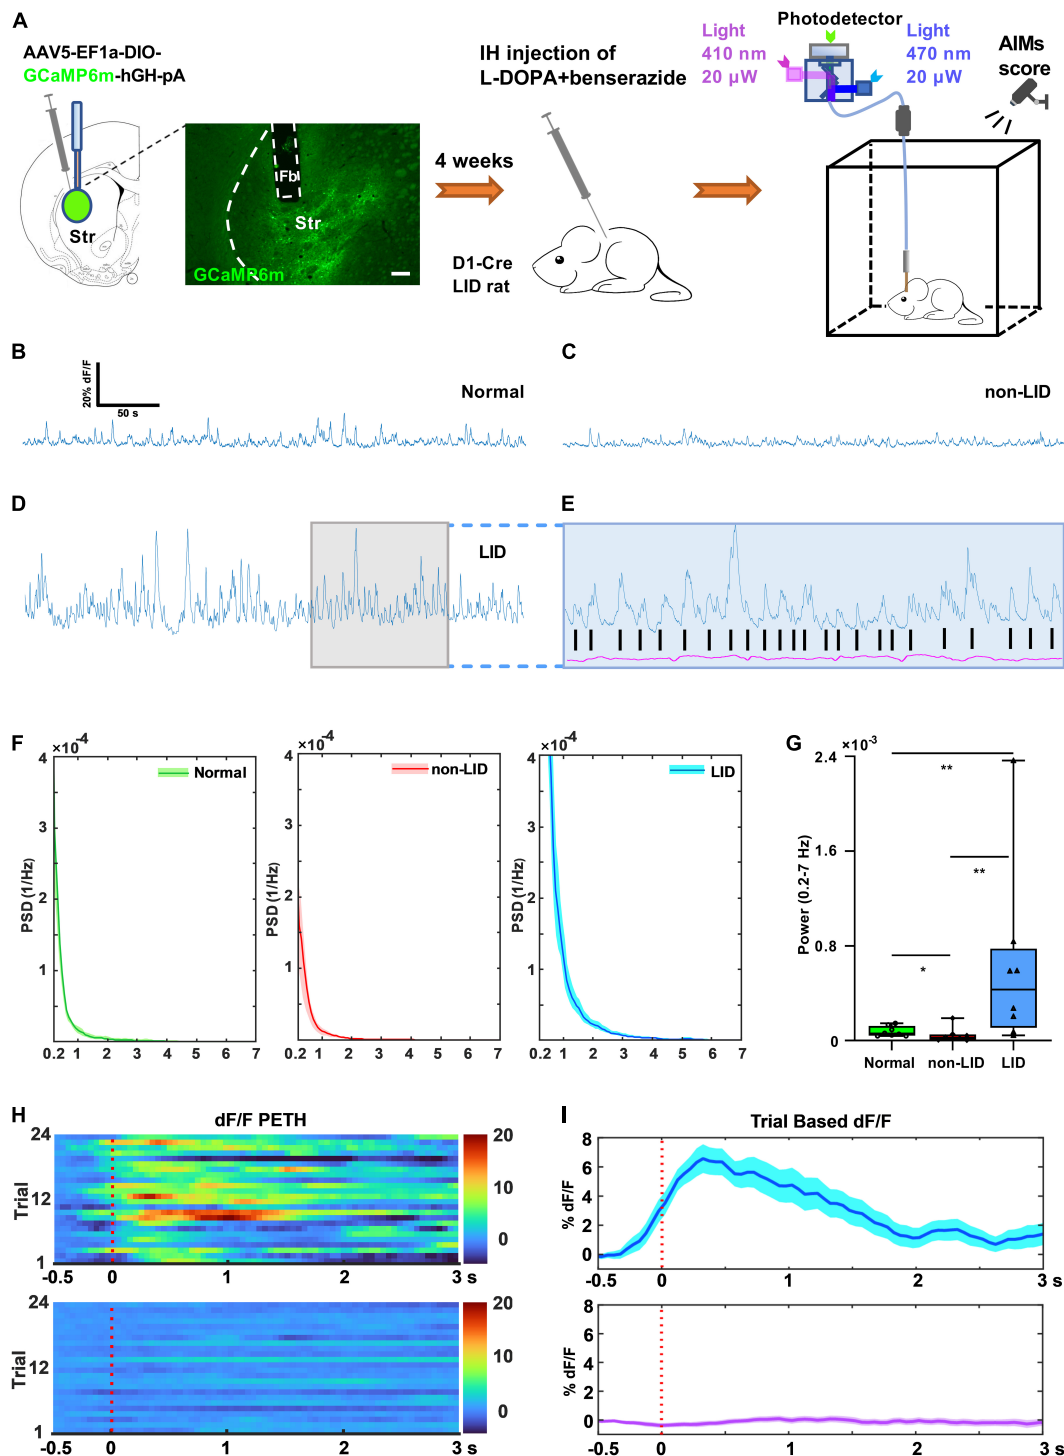 A
AAV5-EF1a-DIO-
GCaMP6m-hGH-pA
Str
Fb
Str
GCaMP6m
4 weeks
IH injection of
L-DOPA+benserazide
D1-Cre
LID rat
Photodetector
Light
410 nm
20 µW
Light
470 nm
20 µW
AIMs
score
B
20% dF/F
50 s
Normal
C
non-LID
D
LID
E
F
×10⁻⁴
4
3
2
1
PSD (1/Hz)
Normal
0.2 1 2 3 4 5 6 7
×10⁻⁴
4
3
2
1
PSD (1/Hz)
non-LID
0.2 1 2 3 4 5 6 7
×10⁻⁴
4
3
2
1
PSD (1/Hz)
LID
0.2 1 2 3 4 5 6 7
G
×10⁻³
2.4
1.6
0.8
0
Power (0.2-7 Hz)
**
**
*
Normal non-LID LID
H
dF/F PETH
24
12
1
Trial
-0.5 0 1 2 3 s
20
10
0
24
12
1
Trial
-0.5 0 1 2 3 s
20
10
0
I
Trial Based dF/F
8
6
4
2
0
% dF/F
-0.5 0 1 2 3 s
8
6
4
2
0
% dF/F
-0.5 0 1 2 3 s